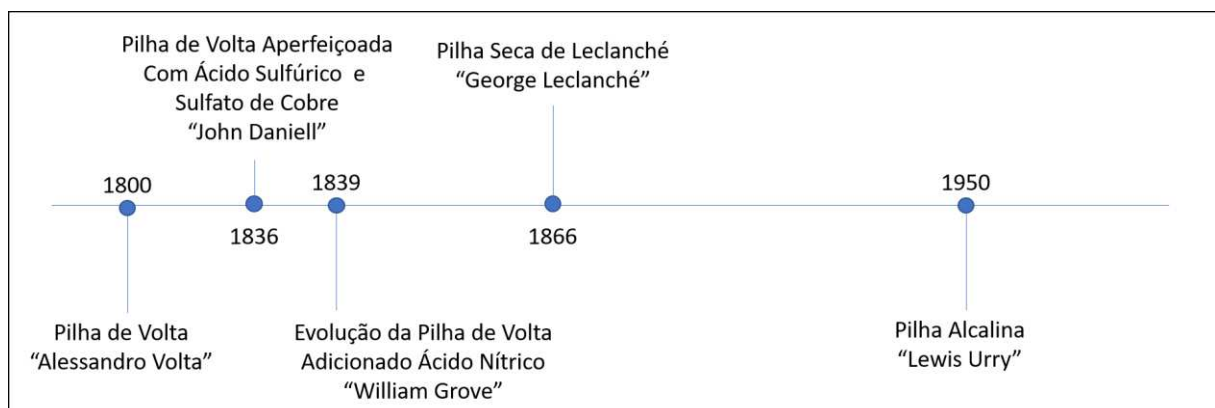 Pilha de Volta Aperfeiçoada
Com Ácido Sulfúrico e
Sulfato de Cobre
“John Daniell”
Pilha Seca de Leclanché
“George Leclanché”
1800
1839
1950
1836
1866
Pilha de Volta
“Alessandro Volta”
Evolução da Pilha de Volta
Adicionado Ácido Nítrico
“William Grove”
Pilha Alcalina
“Lewis Urry”